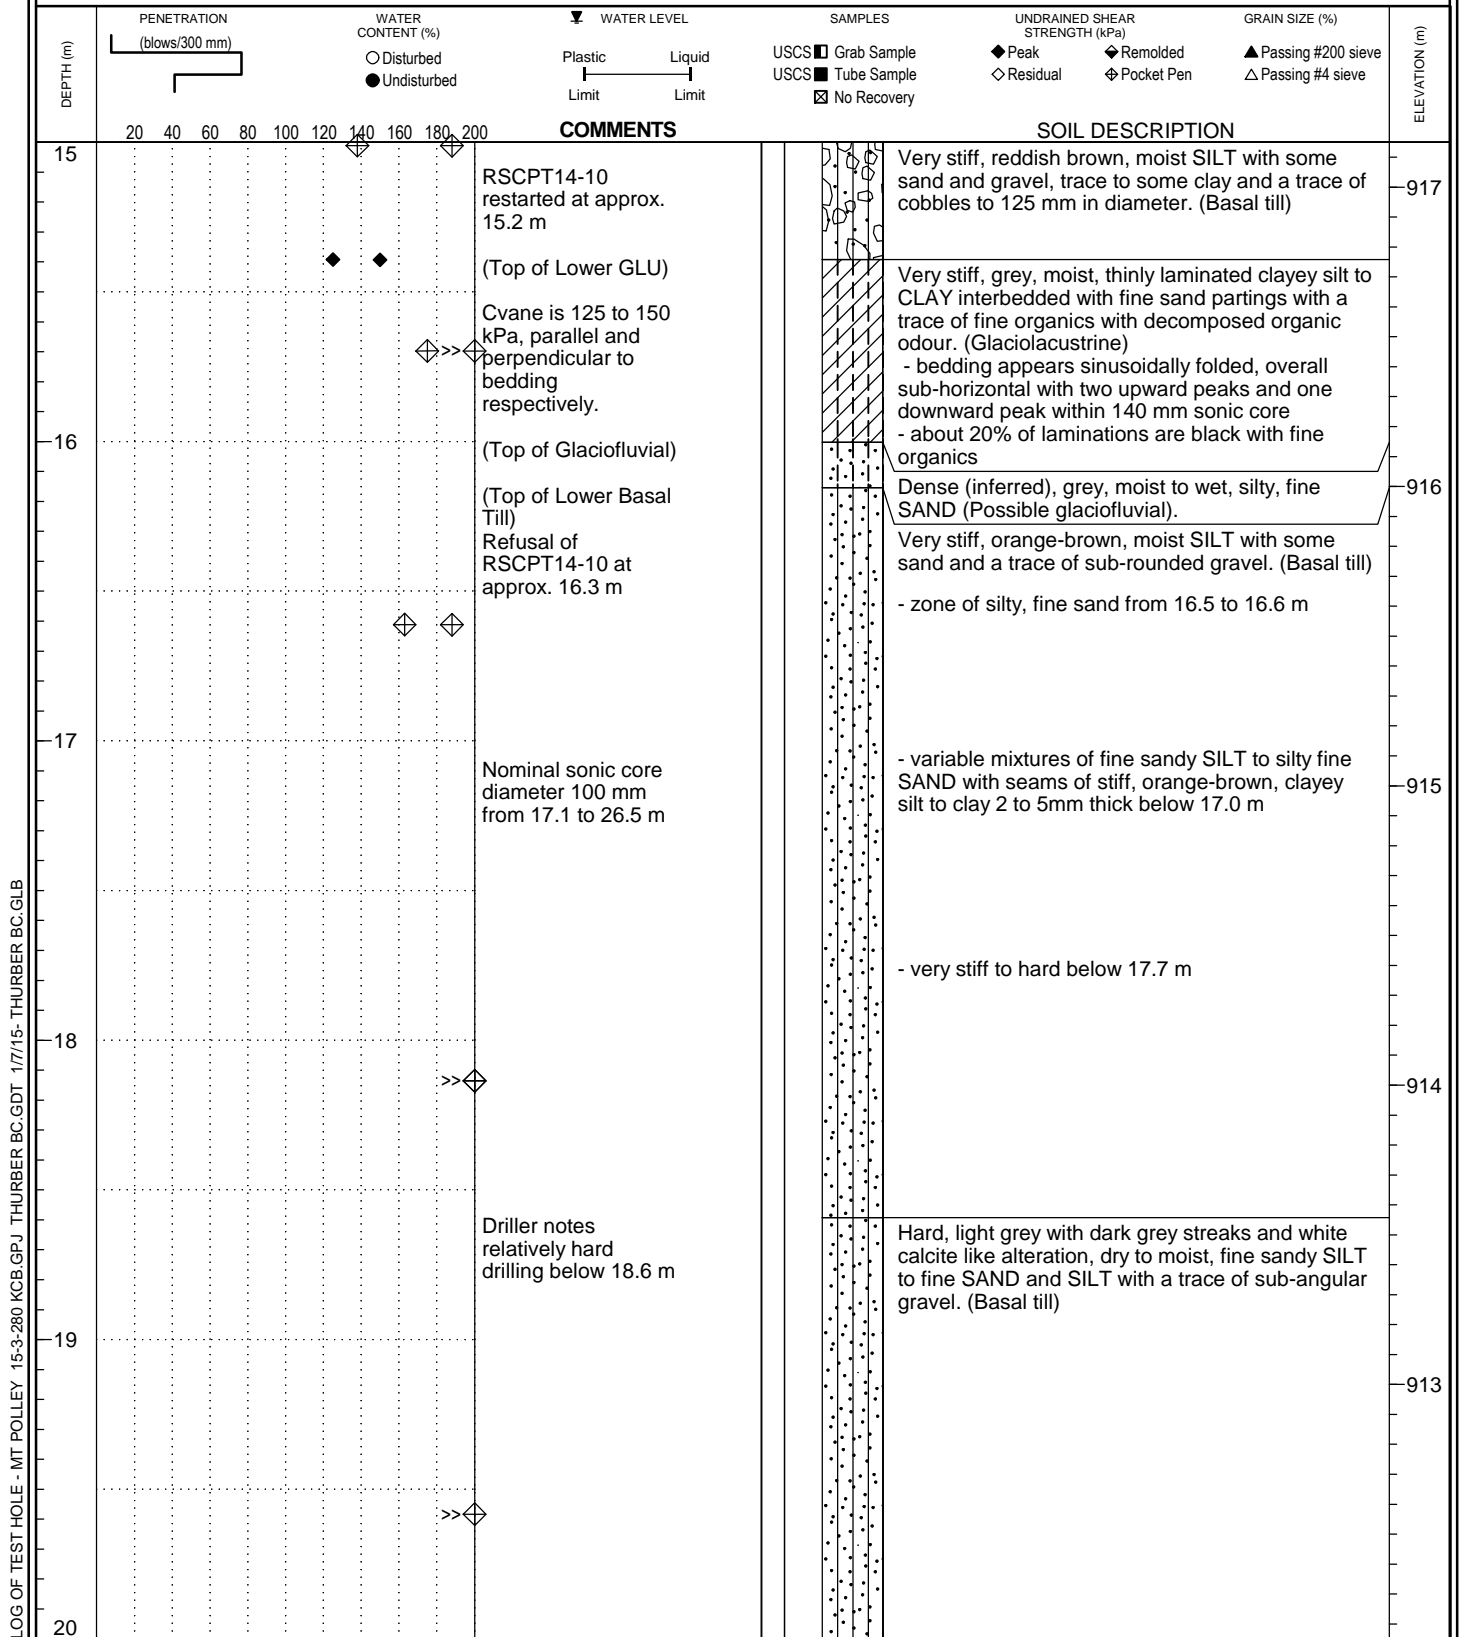 PENETRATION
(blows/300 mm)
WATER
CONTENT (%)
Disturbed
Undisturbed
WATER LEVEL
Plastic Liquid
Limit Limit
SAMPLES
USCS Grab Sample
USCS Tube Sample
No Recovery
UNDRAINED SHEAR
STRENGTH (kPa)
Peak Remolded
Residual Pocket Pen
GRAIN SIZE (%)
Passing #200 sieve
Passing #4 sieve
DEPTH (m)
ELEVATION (m)
20 40 60 80 100 120 140 160 180 200
COMMENTS
SOIL DESCRIPTION
15
16
17
18
19
20
RSCPT14-10
restarted at approx.
15.2 m
(Top of Lower GLU)
Cvane is 125 to 150
kPa, parallel and
perpendicular to
bedding
respectively.
(Top of Glaciofluvial)
(Top of Lower Basal
Till)
Refusal of
RSCPT14-10 at
approx. 16.3 m
Nominal sonic core
diameter 100 mm
from 17.1 to 26.5 m
Driller notes
relatively hard
drilling below 18.6 m
>>
>>
>>
Very stiff, reddish brown, moist SILT with some
sand and gravel, trace to some clay and a trace of
cobbles to 125 mm in diameter. (Basal till)
Very stiff, grey, moist, thinly laminated clayey silt to
CLAY interbedded with fine sand partings with a
trace of fine organics with decomposed organic
odour. (Glaciolacustrine)
- bedding appears sinusoidally folded, overall
sub-horizontal with two upward peaks and one
downward peak within 140 mm sonic core
- about 20% of laminations are black with fine
organics
Dense (inferred), grey, moist to wet, silty, fine
SAND (Possible glaciofluvial).
Very stiff, orange-brown, moist SILT with some
sand and a trace of sub-rounded gravel. (Basal till)
- zone of silty, fine sand from 16.5 to 16.6 m
- variable mixtures of fine sandy SILT to silty fine
SAND with seams of stiff, orange-brown, clayey
silt to clay 2 to 5mm thick below 17.0 m
- very stiff to hard below 17.7 m
Hard, light grey with dark grey streaks and white
calcite like alteration, dry to moist, fine sandy SILT
to fine SAND and SILT with a trace of sub-angular
gravel. (Basal till)
917
916
915
914
913
LOG OF TEST HOLE - MT POLLEY 15-3-280 KCB.GPJ THURBER BC.GDT 1/7/15- THURBER BC.GLB